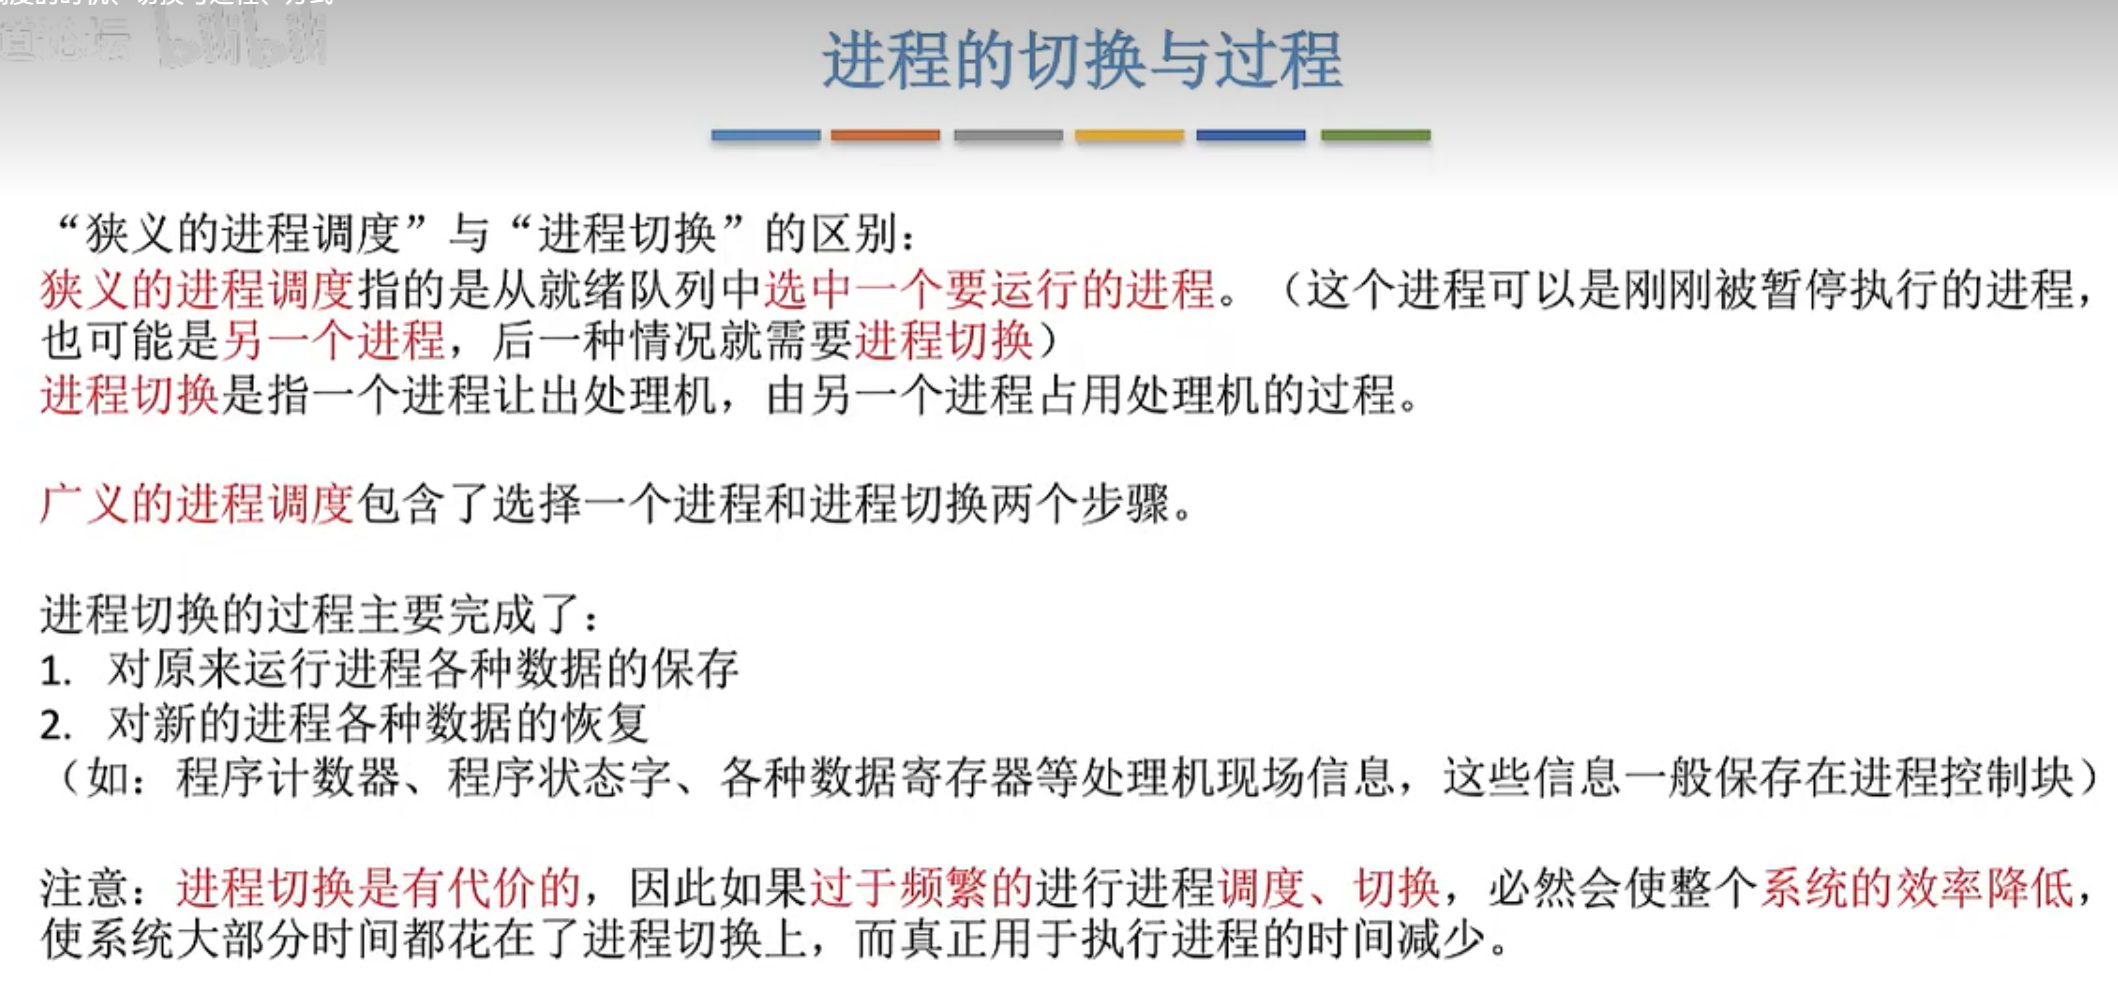 道论坛 bilibili
进程的切换与过程
“狭义的进程调度”与“进程切换”的区别：
狭义的进程调度指的是从就绪队列中选中一个要运行的进程。（这个进程可以是刚刚被暂停执行的进程，
也可能是另一个进程，后一种情况就需要进程切换）
进程切换是指一个进程让出处理机，由另一个进程占用处理机的过程。
广义的进程调度包含了选择一个进程和进程切换两个步骤。
进程切换的过程主要完成了：
1. 对原来运行进程各种数据的保存
2. 对新的进程各种数据的恢复
（如：程序计数器、程序状态字、各种数据寄存器等处理机现场信息，这些信息一般保存在进程控制块）
注意：进程切换是有代价的，因此如果过于频繁的进行进程调度、切换，必然会使整个系统的效率降低，
使系统大部分时间都花在了进程切换上，而真正用于执行进程的时间减少。